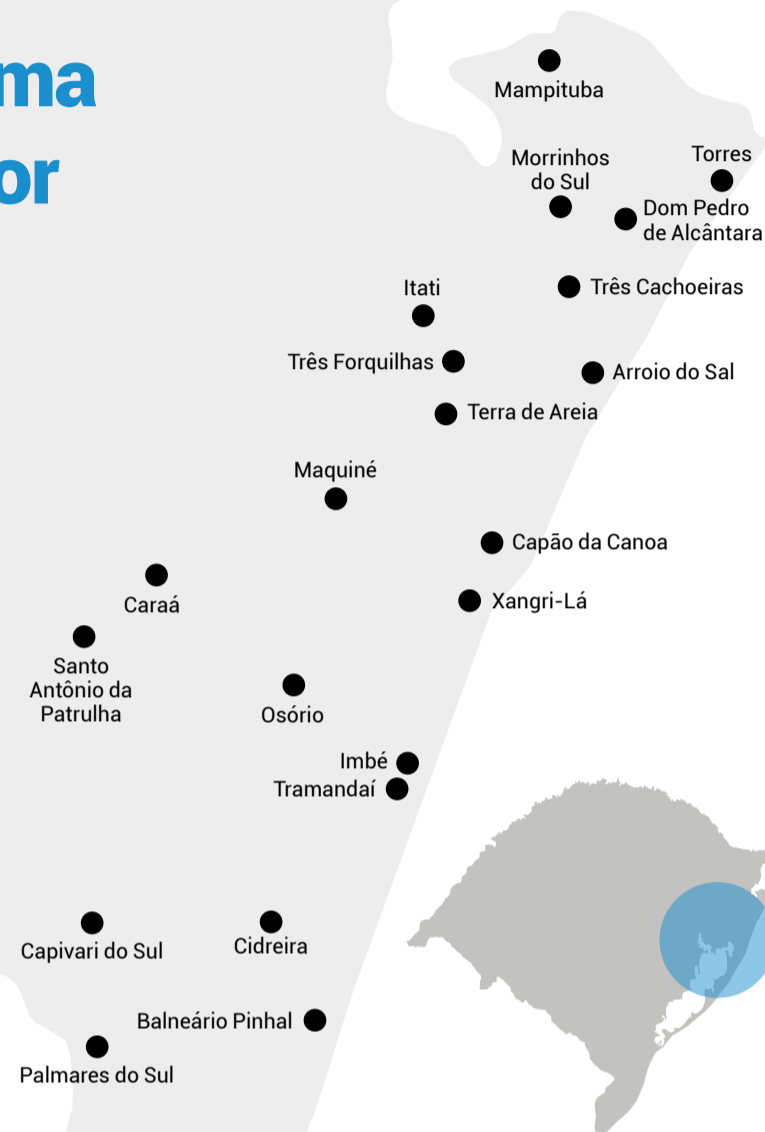 ma
or
Mampituba
Morrinhos
do Sul
Torres
Dom Pedro
de Alcântara
Três Cachoeiras
Itati
Três Forquilhas
Arroio do Sal
Terra de Areia
Maquiné
Capão da Canoa
Caraá
Xangri-Lá
Santo
Antônio da
Patrulha
Osório
Imbé
Tramandaí
Capivari do Sul
Cidreira
Balneário Pinhal
Palmares do Sul